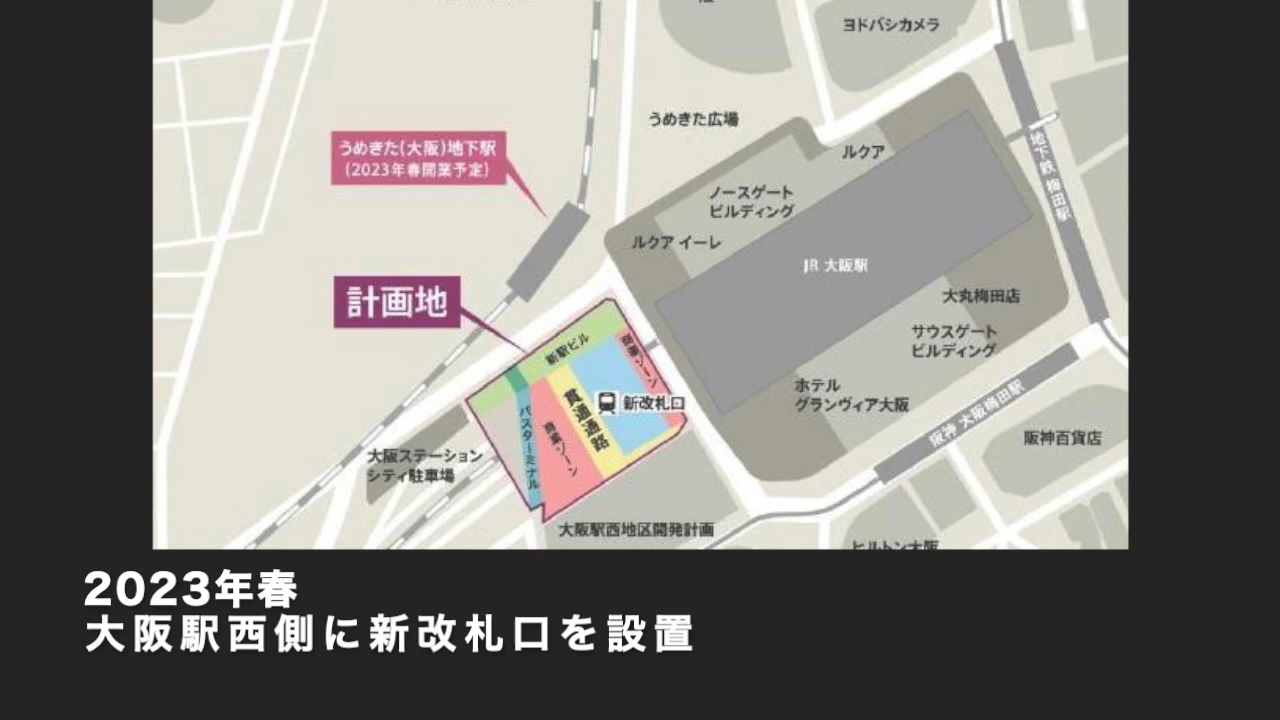 ヨドバシカメラ
うめきた広場
うめきた(大阪)地下駅
(2023年春開業予定)
ルクア
地下鉄 梅田駅
ノースゲート
ビルディング
ルクア イーレ
JR 大阪駅
計画地
大丸梅田店
サウスゲート
ビルディング
新駅ビル
商業ゾーン
ホテル
グランヴィア大阪
新改札口
貫通通路
バスターミナル
商業ゾーン
阪神 大阪梅田駅
阪神百貨店
大阪ステーション
シティ駐車場
大阪駅西地区開発計画
ヒルトン大阪
2023年春
大阪駅西側に新改札口を設置